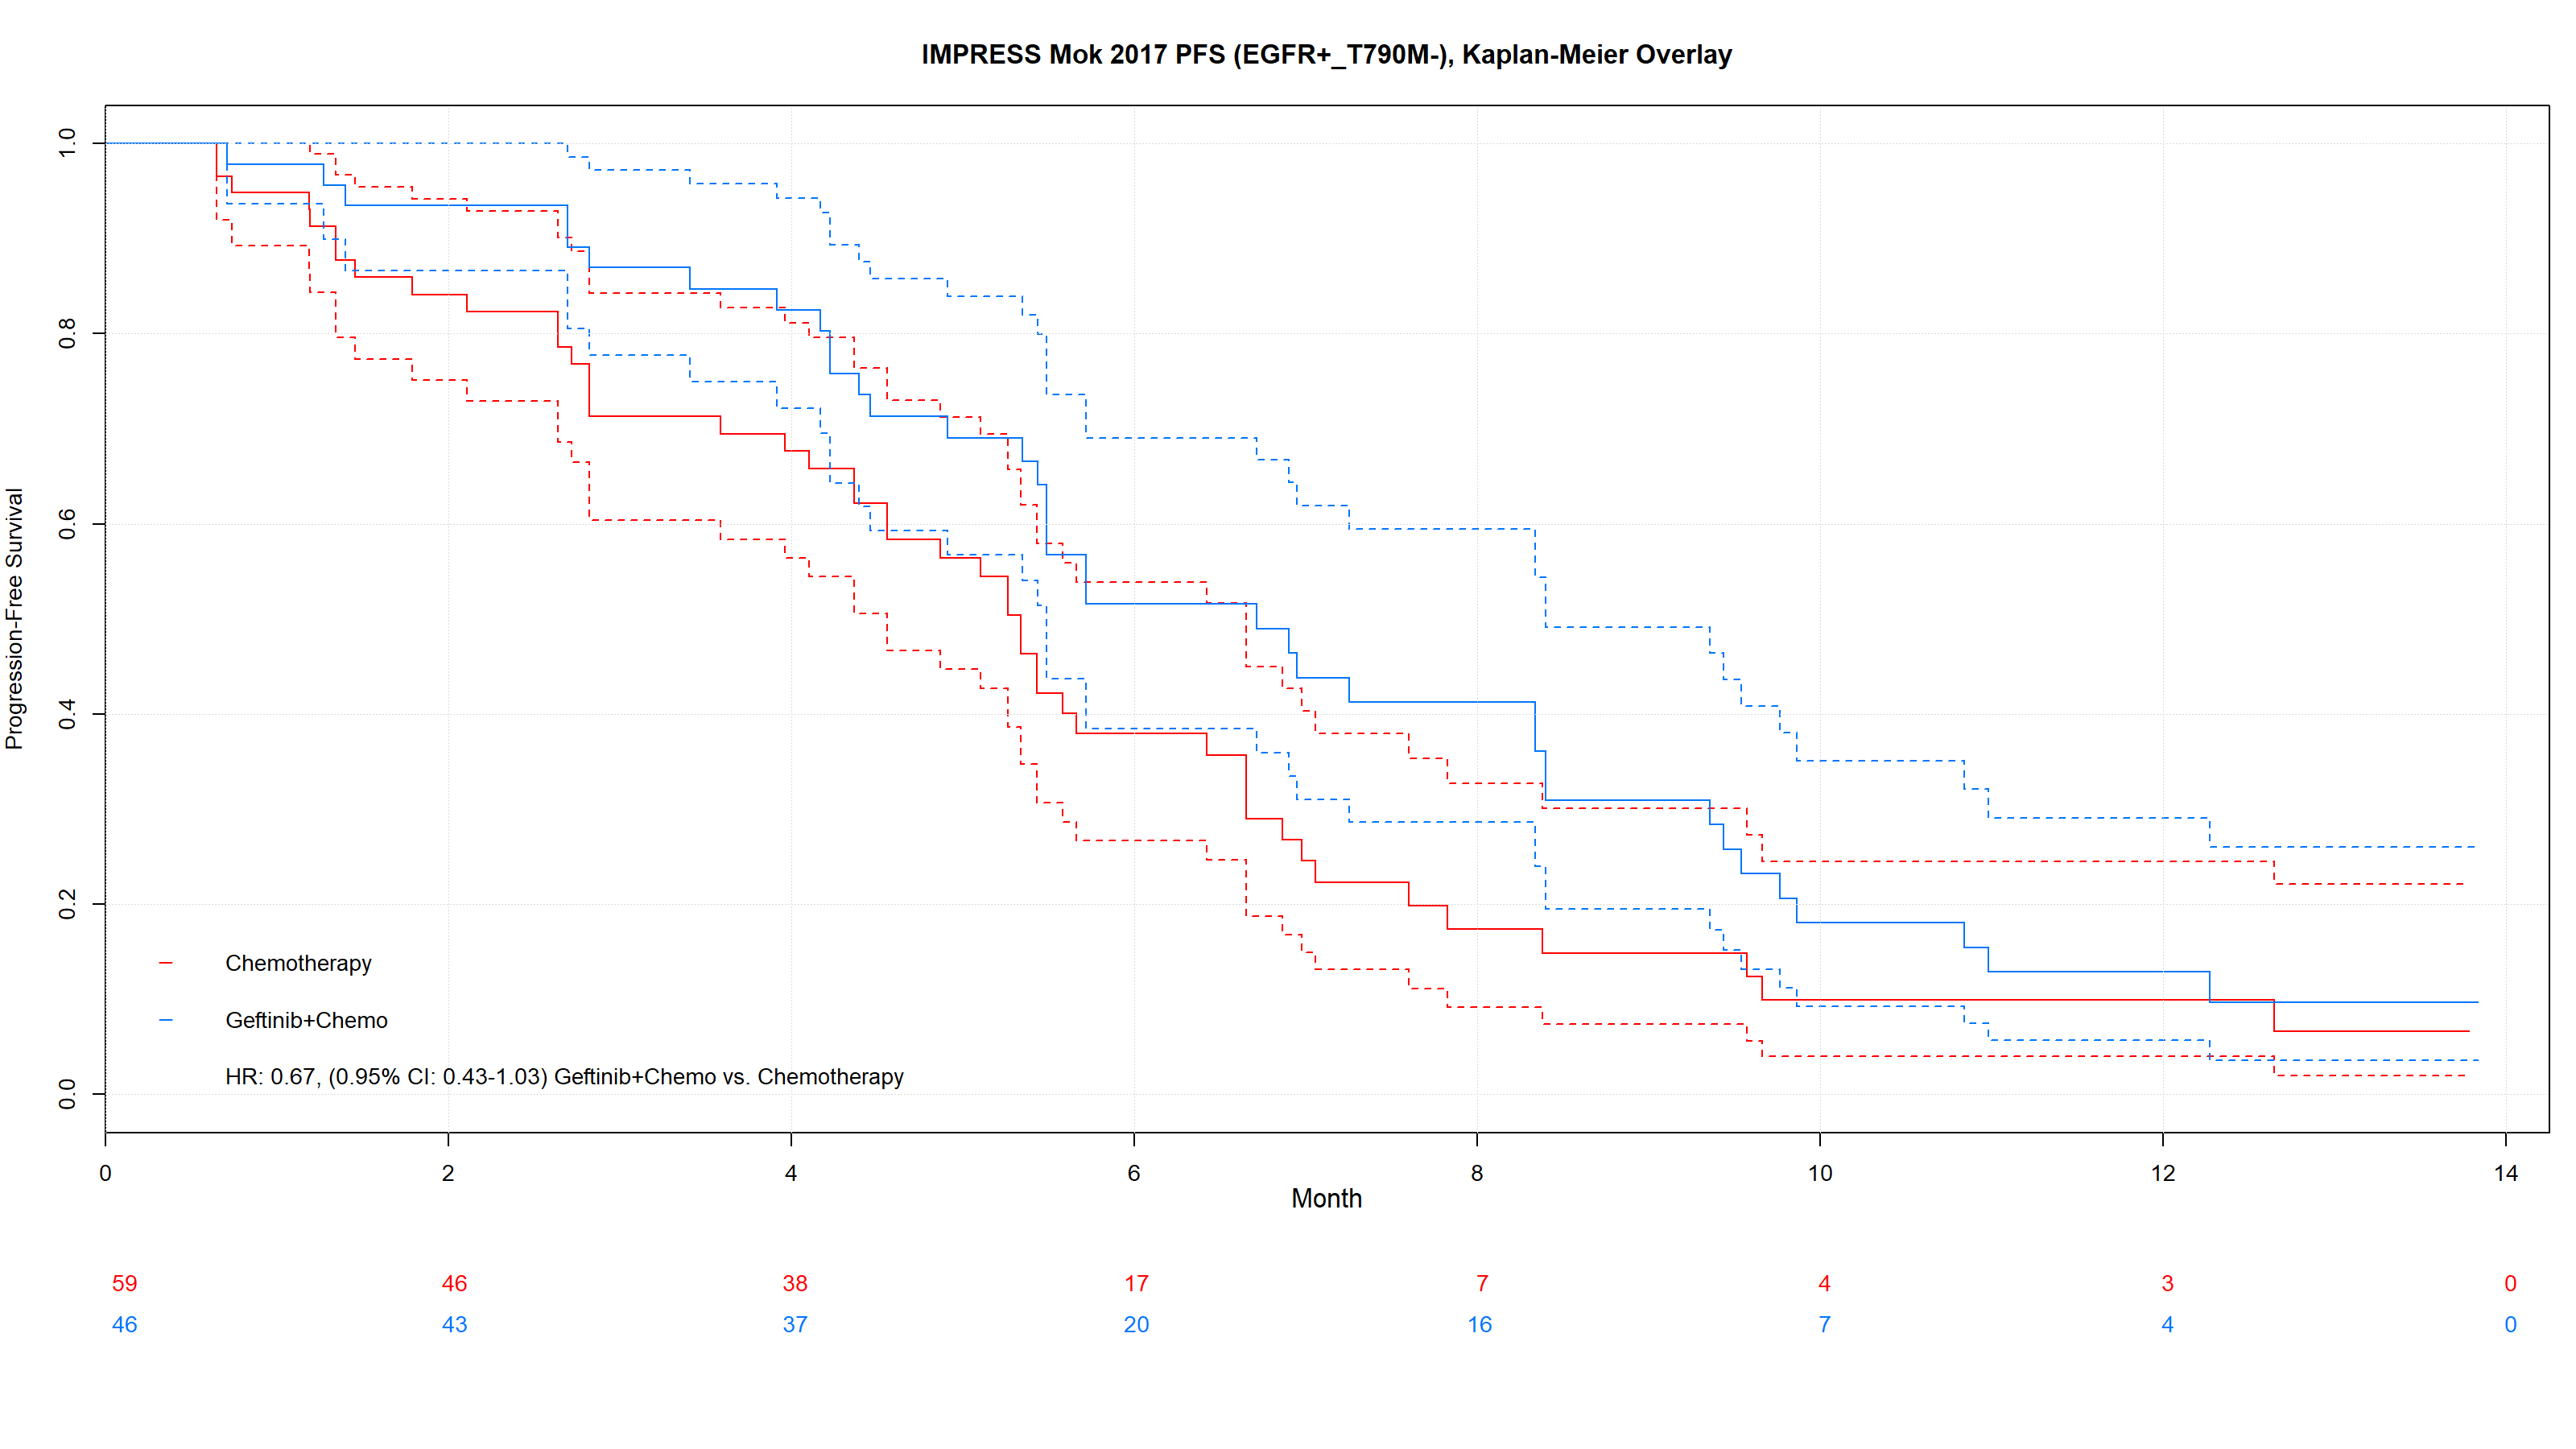 IMPRESS Mok 2017 PFS (EGFR+_T790M-), Kaplan-Meier Overlay
Progression-Free Survival
1.0
0.8
0.6
0.4
0.2
0.0
Chemotherapy
Geftinib+Chemo
HR: 0.67, (0.95% CI: 0.43-1.03) Geftinib+Chemo vs. Chemotherapy
0 2 4 6 8 10 12 14
Month
59 46 38 17 7 4 3 0
46 43 37 20 16 7 4 0